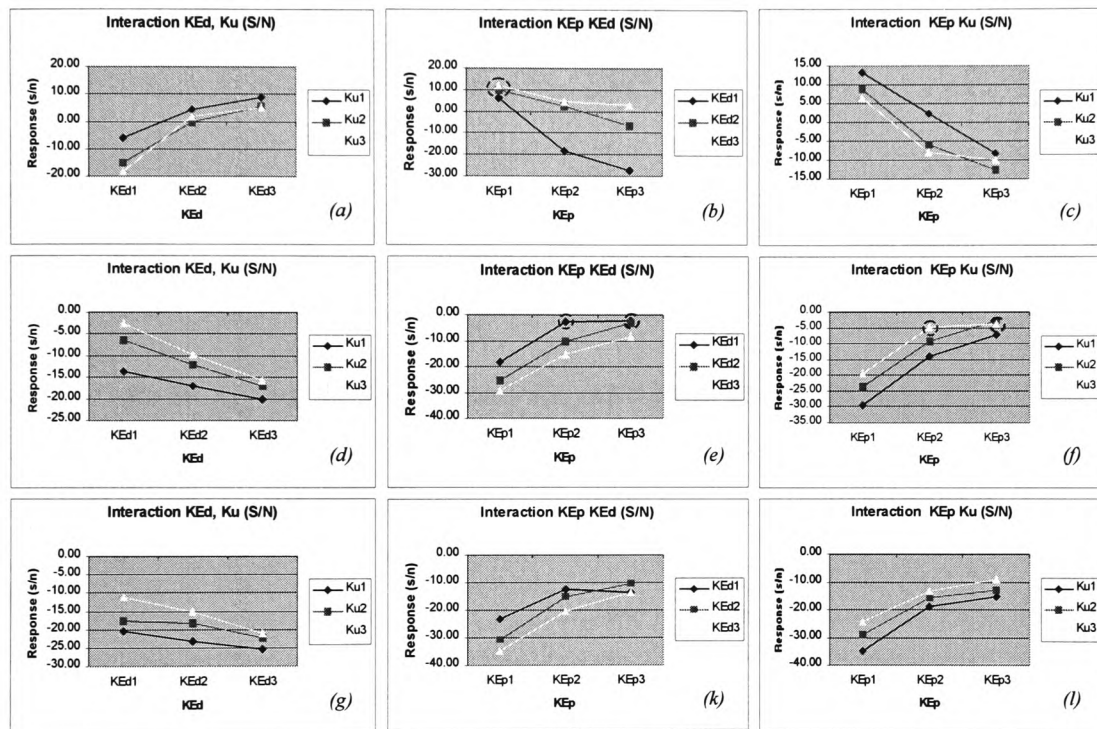 Interaction KEd, Ku (S/N)
Response (s/n)
20.00
10.00
0.00
-10.00
-20.00
KEd1 KEd2 KEd3
KEd
Ku1
Ku2
Ku3
(a)
Interaction KEp KEd (S/N)
Response (s/n)
20.00
10.00
0.00
-10.00
-20.00
-30.00
KEp1 KEp2 KEp3
KEp
KEd1
KEd2
KEd3
(b)
Interaction KEp Ku (S/N)
Response (s/n)
15.00
10.00
5.00
0.00
-5.00
-10.00
-15.00
KEp1 KEp2 KEp3
KEp
Ku1
Ku2
Ku3
(c)
Interaction KEd, Ku (S/N)
Response (s/n)
0.00
-5.00
-10.00
-15.00
-20.00
-25.00
KEd1 KEd2 KEd3
KEd
Ku1
Ku2
Ku3
(d)
Interaction KEp KEd (S/N)
Response (s/n)
0.00
-10.00
-20.00
-30.00
-40.00
KEp1 KEp2 KEp3
KEp
KEd1
KEd2
KEd3
(e)
Interaction KEp Ku (S/N)
Response (s/n)
0.00
-5.00
-10.00
-15.00
-20.00
-25.00
-30.00
-35.00
KEp1 KEp2 KEp3
KEp
Ku1
Ku2
Ku3
(f)
Interaction KEd, Ku (S/N)
Response (s/n)
0.00
-5.00
-10.00
-15.00
-20.00
-25.00
-30.00
KEd1 KEd2 KEd3
KEd
Ku1
Ku2
Ku3
(g)
Interaction KEp KEd (S/N)
Response (s/n)
0.00
-10.00
-20.00
-30.00
-40.00
KEp1 KEp2 KEp3
KEp
KEd1
KEd2
KEd3
(k)
Interaction KEp Ku (S/N)
Response (s/n)
0.00
-10.00
-20.00
-30.00
-40.00
KEp1 KEp2 KEp3
KEp
Ku1
Ku2
Ku3
(l)